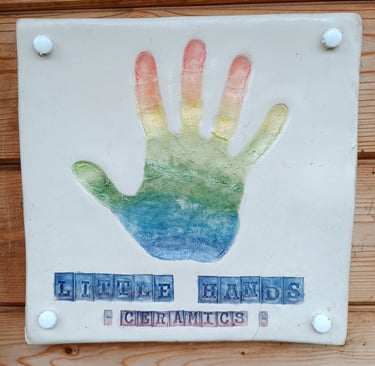 LITTLE HANDS
- CERAMICS -